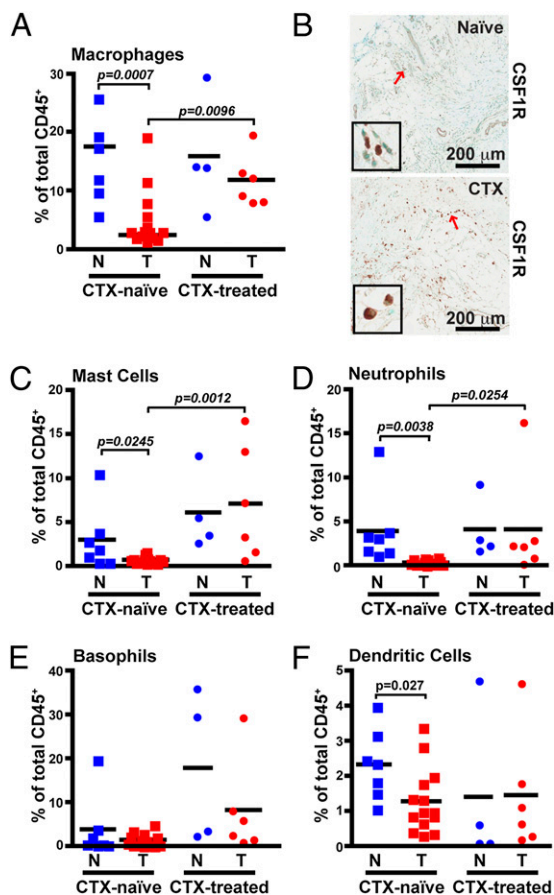 A
Macrophages
% of total CD45+
30
20
10
0
p=0.0007
p=0.0096
N T N T
CTX-naïve CTX-treated
B
Naïve
CSF1R
200 μm
CTX
CSF1R
200 μm
C
Mast Cells
% of total CD45+
20
15
10
5
0
p=0.0012
p=0.0245
N T N T
CTX-naïve CTX-treated
D
Neutrophils
% of total CD45+
20
15
10
5
0
p=0.0254
p=0.0038
N T N T
CTX-naïve CTX-treated
E
Basophils
% of total CD45+
40
30
20
10
0
N T N T
CTX-naïve CTX-treated
F
Dendritic Cells
% of total CD45+
5
4
3
2
1
0
p=0.027
N T N T
CTX-naïve CTX-treated